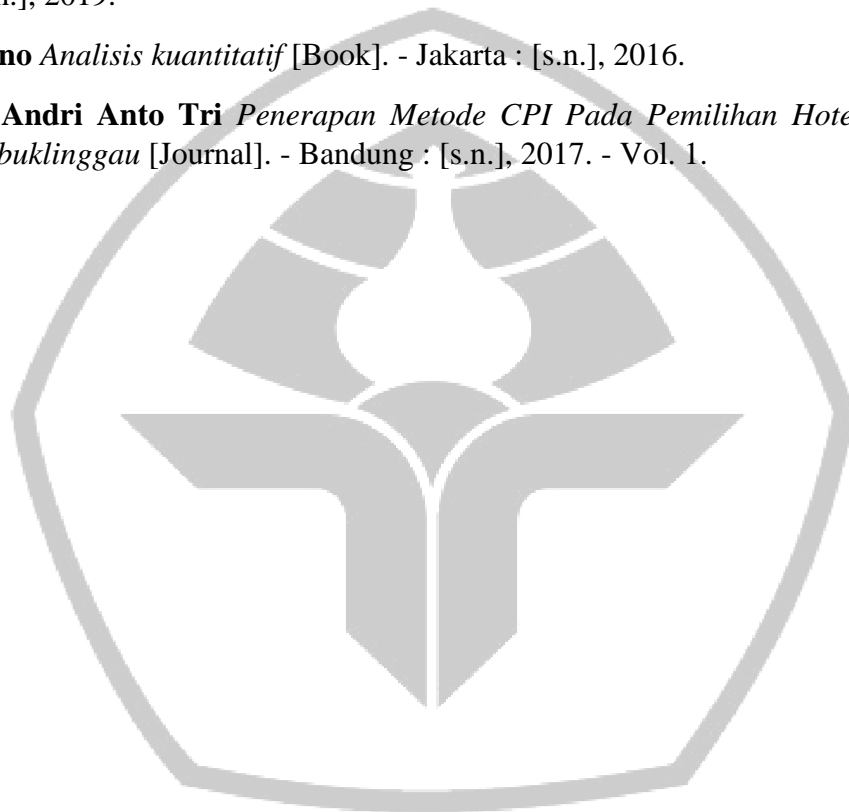 n.], 2019.
no Analisis kuantitatif [Book]. - Jakarta : [s.n.], 2016.
Andri Anto Tri Penerapan Metode CPI Pada Pemilihan Hote
buklinggau [Journal]. - Bandung : [s.n.], 2017. - Vol. 1.